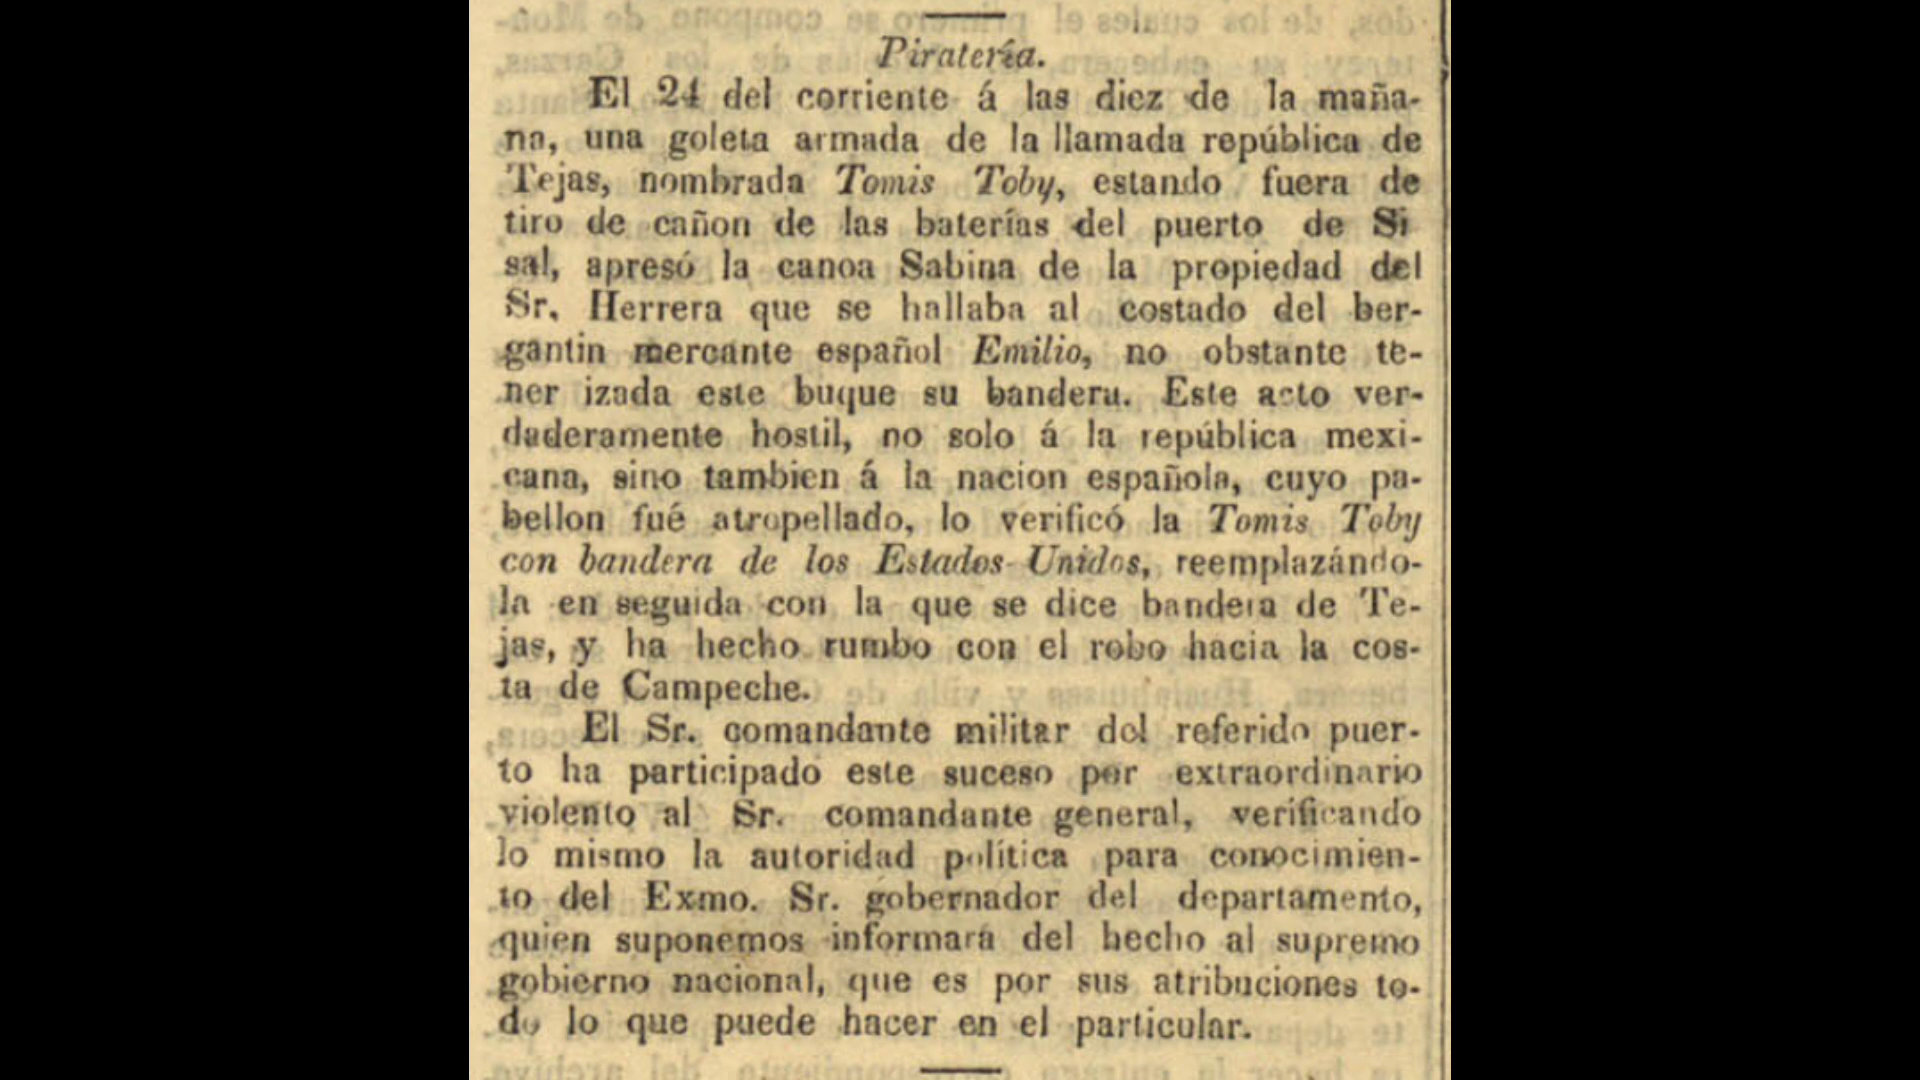 Piratería.
El 24 del corriente á las diez de la maña-
na, una goleta armada de la llamada república de
Tejas, nombrada Tomis Toby, estando fuera de
tiro de cañon de las baterías del puerto de Si
sal, apresó la canoa Sabina de la propiedad del
Sr. Herrera que se hallaba al costado del ber-
gantin mercante español Emilio, no obstante te-
ner izada este buque su bandera. Este acto ver-
daderamente hostil, no solo á la república mexi-
cana, sino tambien á la nacion española, cuyo pa-
bellon fué atropellado, lo verificó la Tomis Toby
con bandera de los Estados-Unidos, reemplazándo-
la en seguida con la que se dice bandera de Te-
jas, y ha hecho rumbo con el robo hacia la cos-
ta de Campeche.
El Sr. comandante militar del referido puer-
to ha participado este suceso por extraordinario
violento al Sr. comandante general, verificando
lo mismo la autoridad política para conocimien-
to del Exmo. Sr. gobernador del departamento,
quien suponemos informará del hecho al supremo
gobierno nacional, que es por sus atribuciones to-
do lo que puede hacer en el particular.